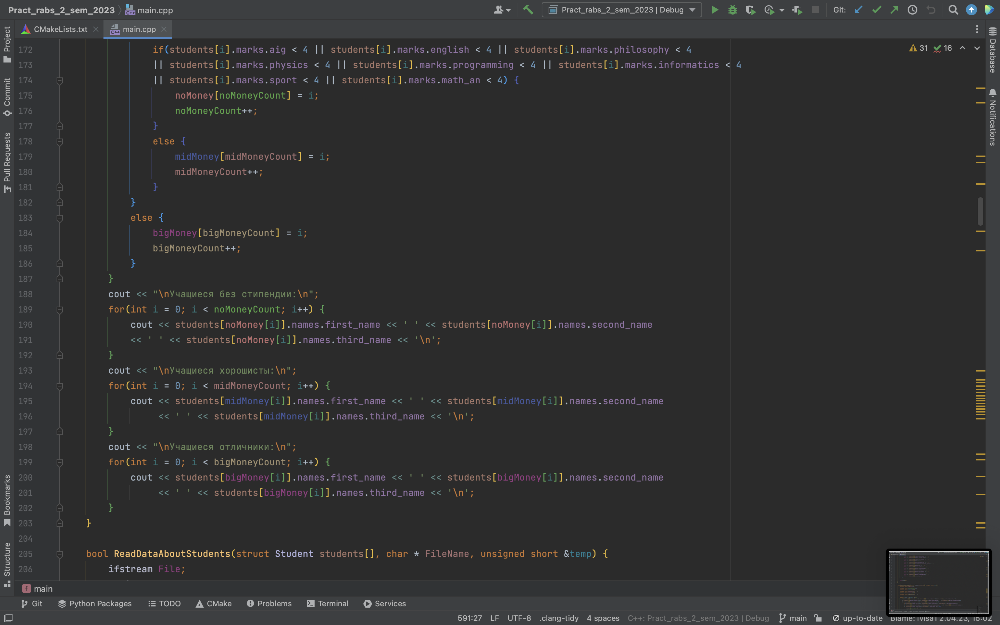 Pract_rabs_2_sem_2023 main.cpp Pract_rabs_2_sem_2023 | Debug Git:
CMakeLists.txt main.cpp
31 16
172 if(students[i].marks.aig < 4 || students[i].marks.english < 4 || students[i].marks.philosophy < 4
173 || students[i].marks.physics < 4 || students[i].marks.programming < 4 || students[i].marks.informatics < 4
174 || students[i].marks.sport < 4 || students[i].marks.math_an < 4) {
175 noMoney[noMoneyCount] = i;
176 noMoneyCount++;
177 }
178 else {
179 midMoney[midMoneyCount] = i;
180 midMoneyCount++;
181 }
182 }
183 else {
184 bigMoney[bigMoneyCount] = i;
185 bigMoneyCount++;
186 }
187 }
188 cout << "\nУчащиеся без стипендии:\n";
189 for(int i = 0; i < noMoneyCount; i++) {
190 cout << students[noMoney[i]].names.first_name << ' ' << students[noMoney[i]].names.second_name
191 << ' ' << students[noMoney[i]].names.third_name << '\n';
192 }
193 cout << "\nУчащиеся хорошисты:\n";
194 for(int i = 0; i < midMoneyCount; i++) {
195 cout << students[midMoney[i]].names.first_name << ' ' << students[midMoney[i]].names.second_name
196 << ' ' << students[midMoney[i]].names.third_name << '\n';
197 }
198 cout << "\nУчащиеся отличники:\n";
199 for(int i = 0; i < bigMoneyCount; i++) {
200 cout << students[bigMoney[i]].names.first_name << ' ' << students[bigMoney[i]].names.second_name
201 << ' ' << students[bigMoney[i]].names.third_name << '\n';
202 }
203 }
204
205 bool ReadDataAboutStudents(struct Student students[], char * FileName, unsigned short &temp) {
206 ifstream File;
Project
Commit
Pull Requests
Bookmarks
Structure
Database
Notifications
f main
Git Python Packages TODO CMake Problems Terminal Services
591:27 LF UTF-8 .clang-tidy 4 spaces C++: Pract_rabs_2_sem_2023 | Debug main up-to-date Blame: 2.04.23, 15:02